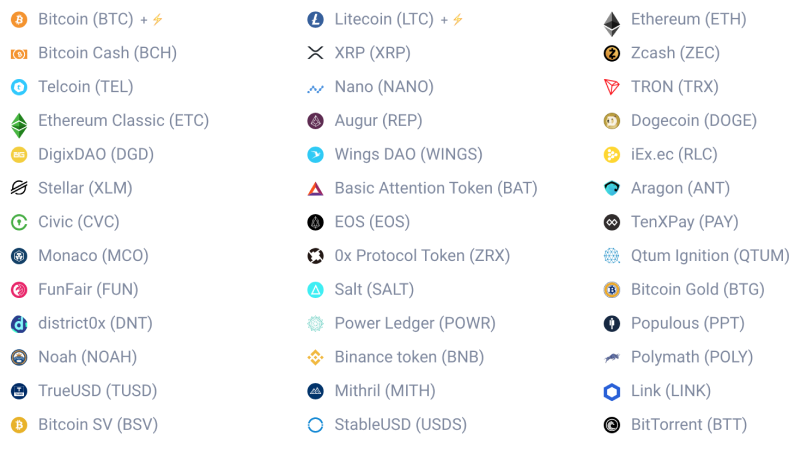 Bitcoin (BTC) + ⚡ Litecoin (LTC) + ⚡ Ethereum (ETH)
Bitcoin Cash (BCH) XRP (XRP) Zcash (ZEC)
Telcoin (TEL) Nano (NANO) TRON (TRX)
Ethereum Classic (ETC) Augur (REP) Dogecoin (DOGE)
DigixDAO (DGD) Wings DAO (WINGS) iEx.ec (RLC)
Stellar (XLM) Basic Attention Token (BAT) Aragon (ANT)
Civic (CVC) EOS (EOS) TenXPay (PAY)
Monaco (MCO) 0x Protocol Token (ZRX) Qtum Ignition (QTUM)
FunFair (FUN) Salt (SALT) Bitcoin Gold (BTG)
district0x (DNT) Power Ledger (POWR) Populous (PPT)
Noah (NOAH) Binance token (BNB) Polymath (POLY)
TrueUSD (TUSD) Mithril (MITH) Link (LINK)
Bitcoin SV (BSV) StableUSD (USDS) BitTorrent (BTT)